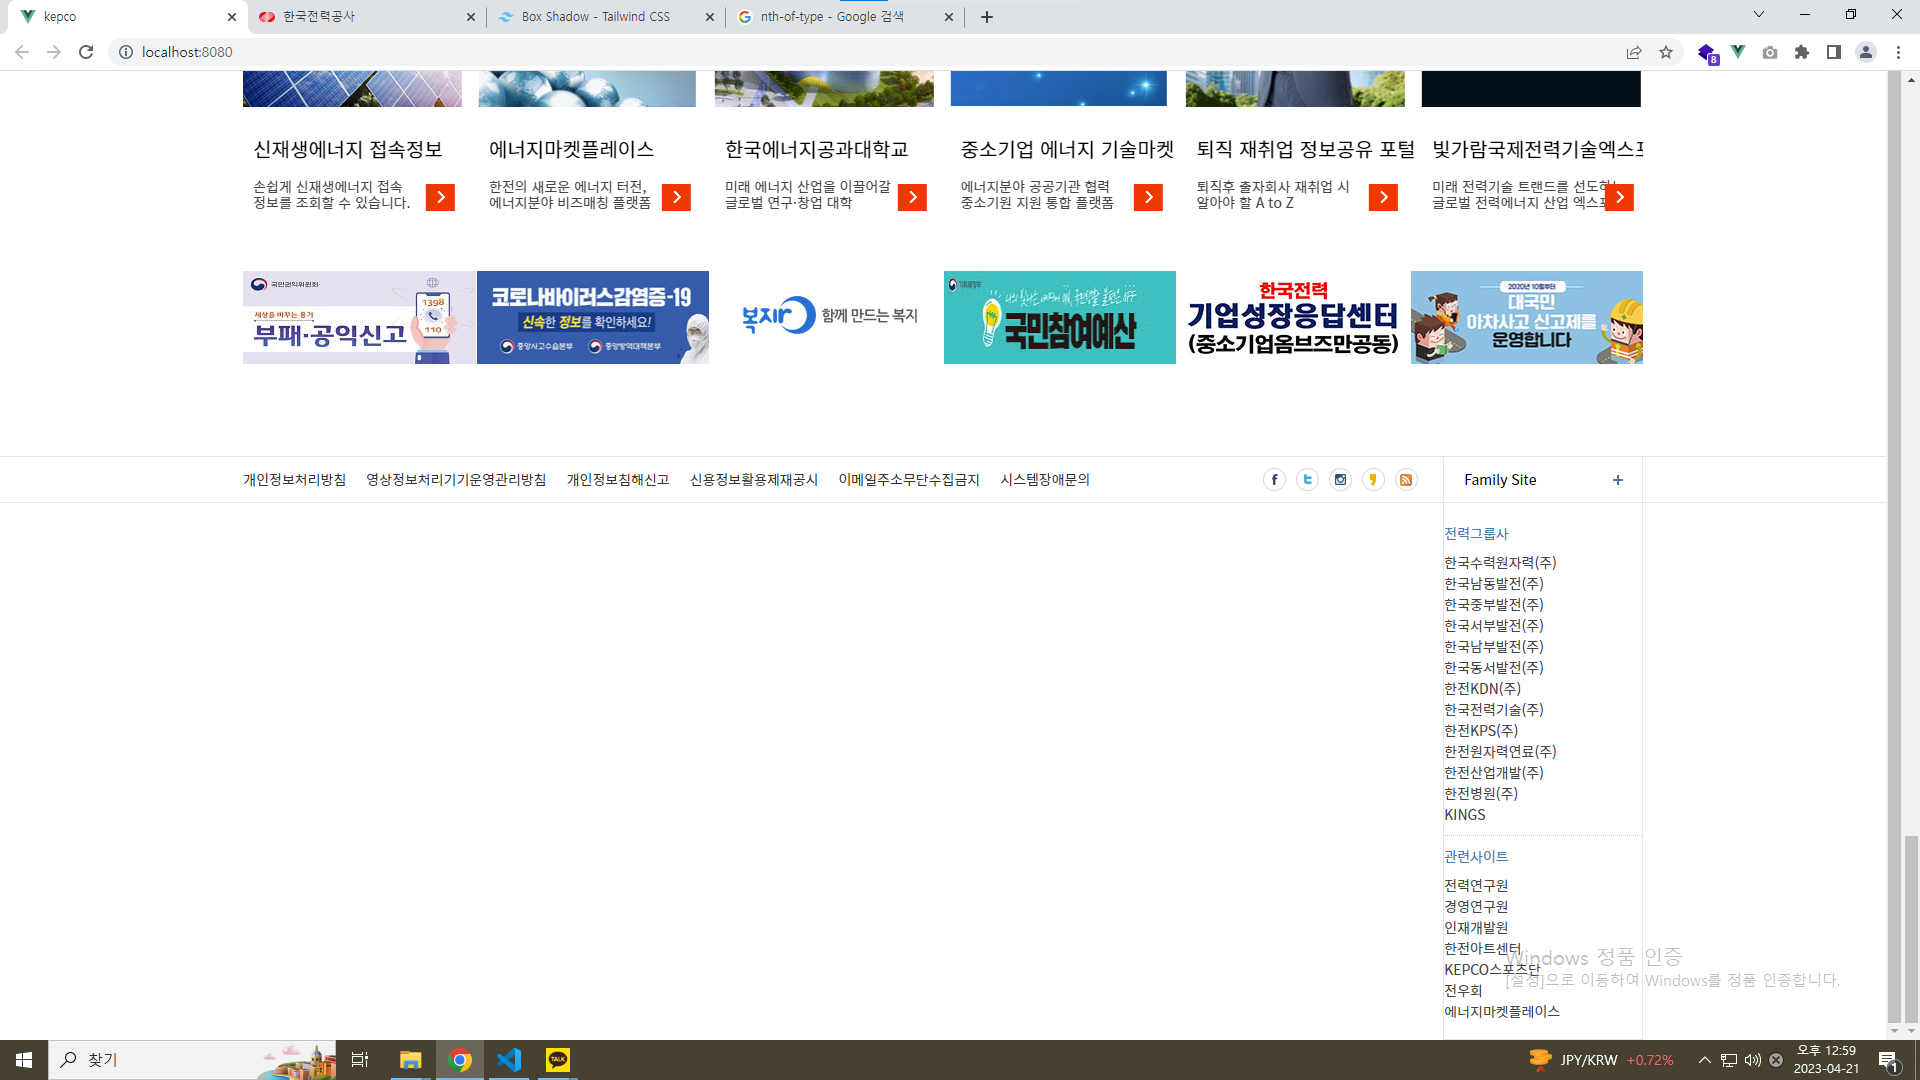 kepco
한국전력공사
Box Shadow - Tailwind CSS
nth-of-type - Google 검색
localhost:8080
8
신재생에너지 접속정보
손쉽게 신재생에너지 접속
정보를 조회할 수 있습니다.
에너지마켓플레이스
한전의 새로운 에너지 터전,
에너지분야 비즈매칭 플랫폼
한국에너지공과대학교
미래 에너지 산업을 이끌어갈
글로벌 연구·창업 대학
중소기업 에너지 기술마켓
에너지분야 공공기관 협력
중소기원 지원 통합 플랫폼
퇴직 재취업 정보공유 포털
퇴직후 출자회사 재취업 시
알아야 할 A to Z
빛가람국제전력기술엑스포
미래 전력기술 트랜드를 선도하는
글로벌 전력에너지 산업 엑스포
국민권익위원회
세상을 바꾸는 용기
부패·공익신고
1398
110
코로나바이러스감염증-19
신속한 정보를 확인하세요!
중앙사고수습본부 중앙방역대책본부
복지로 함께 만드는 복지
기획재정부
국민참여예산
한국전력
기업성장응답센터
(중소기업옴브즈만공동)
2020년 10월부터
대국민
아차사고 신고제를
운영합니다
개인정보처리방침 영상정보처리기기운영관리방침 개인정보침해신고 신용정보활용제재공시 이메일주소무단수집금지 시스템장애문의
Family Site +
전력그룹사
한국수력원자력(주)
한국남동발전(주)
한국중부발전(주)
한국서부발전(주)
한국남부발전(주)
한국동서발전(주)
한전KDN(주)
한국전력기술(주)
한전KPS(주)
한전원자력연료(주)
한전산업개발(주)
한전병원(주)
KINGS
관련사이트
전력연구원
경영연구원
인재개발원
한전아트센터
KEPCO스포츠단
전우회
에너지마켓플레이스
Windows 정품 인증
[설정]으로 이동하여 Windows를 정품 인증합니다.
찾기
TALK
JPY/KRW +0.72%
오후 12:59
2023-04-21
1